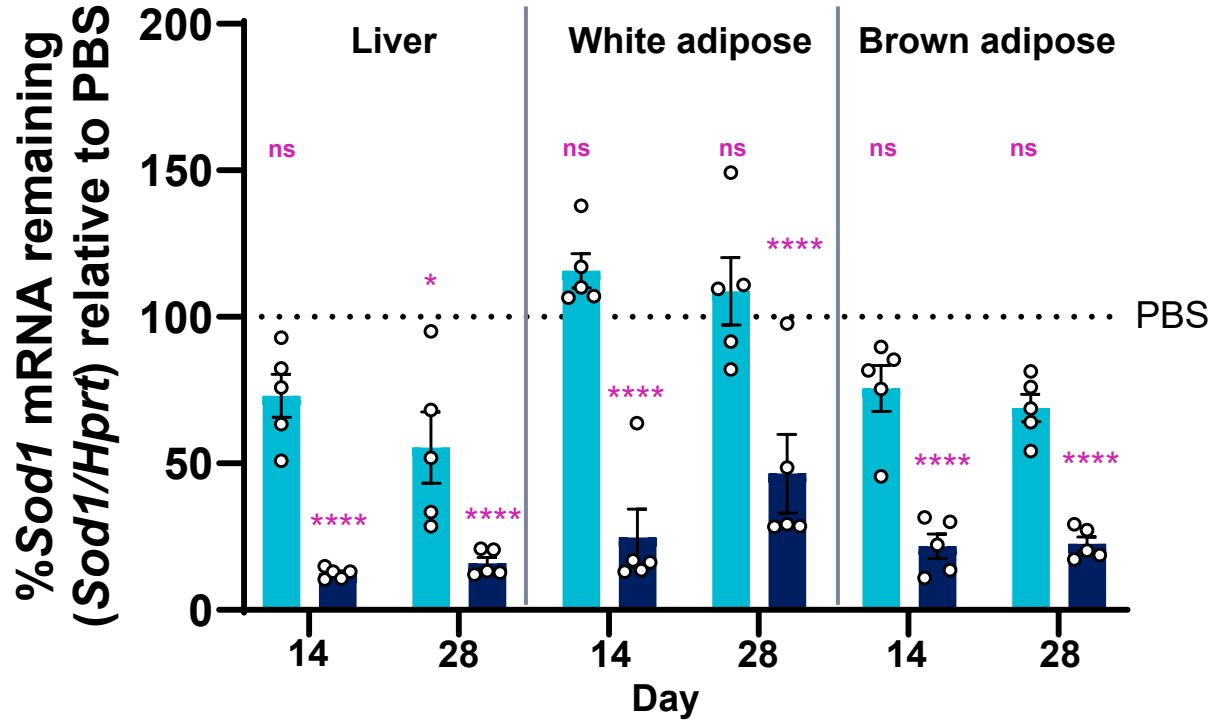 %Sod1 mRNA remaining
(Sod1/Hprt) relative to PBS
200
150
100
50
0
Liver
White adipose
Brown adipose
ns
*
ns
ns
ns
ns
****
****
****
****
****
****
PBS
14
28
14
28
14
28
Day